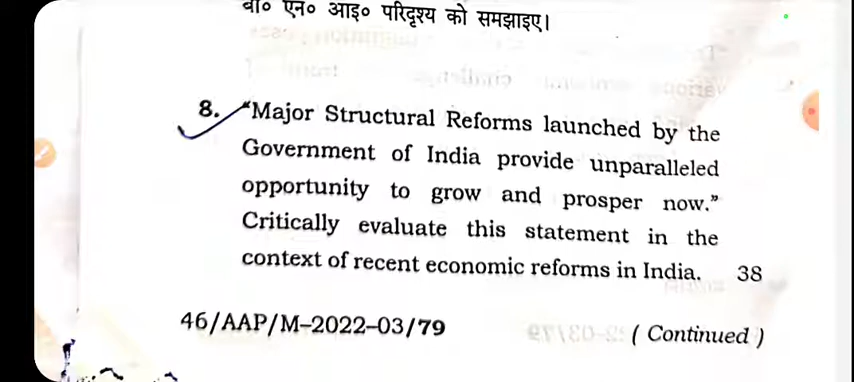 बी० एन० आइ० परिदृश्य को समझाइए।
8. “Major Structural Reforms launched by the
Government of India provide unparalleled
opportunity to grow and prosper now.”
Critically evaluate this statement in the
context of recent economic reforms in India. 38
46/AAP/M–2022–03/79 ( Continued )